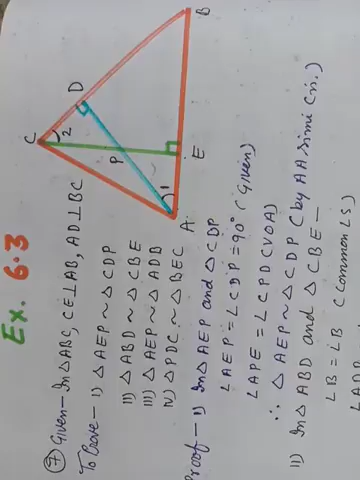 Ex. 6.3
⑦ Given- In △ABC, CE⊥AB, AD⊥BC
To Prove- I) △AEP ~ △CDP
II) △ABD ~ △CBE
III) △AEP ~ △ADB
IV) △PDC ~ △BEC
C
2
D
B
P
1
A
E
Proof- I) In △AEP and △CDP
∠AEP = ∠CDP = 90° (Given)
∠APE = ∠CPD (VOA)
∴ △AEP ~ △CDP (by AA simi Cri.)
II) In △ABD and △CBE —
∠B = ∠B (Common ∠S)